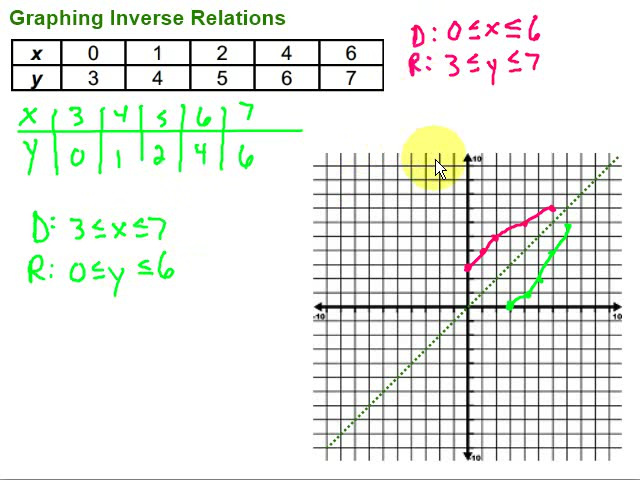 Graphing Inverse Relations
D: 0 ≤ x ≤ 6
R: 3 ≤ y ≤ 7
x 0 1 2 4 6
y 3 4 5 6 7
x 3 4 5 6 7
y 0 1 2 4 6
D: 3 ≤ x ≤ 7
R: 0 ≤ y ≤ 6
10
-10 10
-10